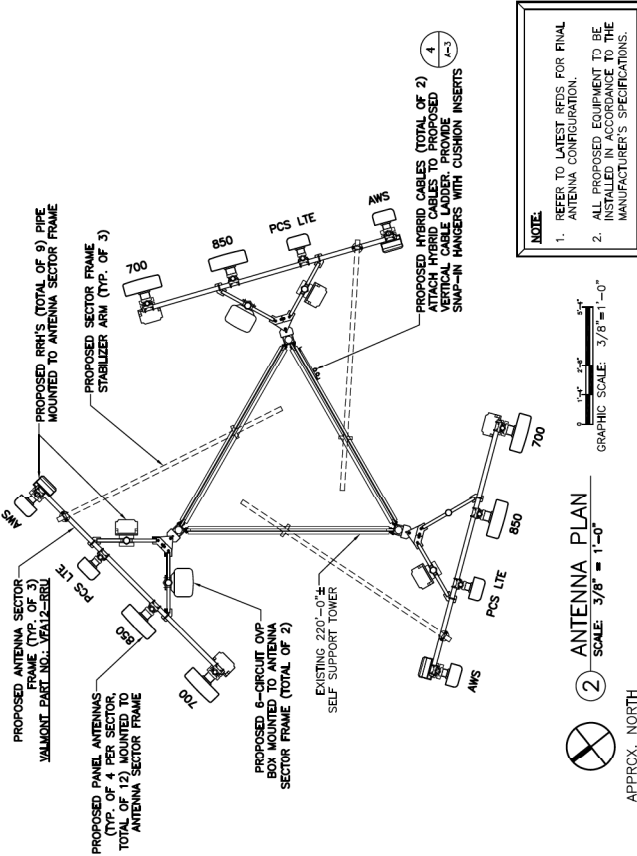 PROPOSED RRH'S (TOTAL OF 9) PIPE
MOUNTED TO ANTENNA SECTOR FRAME
PROPOSED SECTOR FRAME
STABILIZER ARM (TYP. OF 3)
PROPOSED ANTENNA SECTOR
FRAME (TYP. OF 3)
VALMONT PART NO.: VFA12-RRU
PROPOSED PANEL ANTENNAS
(TYP. OF 4 PER SECTOR,
TOTAL OF 12) MOUNTED TO
ANTENNA SECTOR FRAME
AWS
PCS LTE
850
700
700
850
PCS LTE
AWS
PROPOSED 6-CIRCUIT OVP
BOX MOUNTED TO ANTENNA
SECTOR FRAME (TOTAL OF 2)
EXISTING 220'-0"±
SELF SUPPORT TOWER
PROPOSED HYBRID CABLES (TOTAL OF 2)
ATTACH HYBRID CABLES TO PROPOSED
VERTICAL CABLE LADDER. PROVIDE
SNAP-IN HANGERS WITH CUSHION INSERTS
4
A-3
AWS
PCS LTE
850
700
APPRCX. NORTH
2
ANTENNA PLAN
SCALE: 3/8" = 1'-0"
0 1'-4" 2'-8" 5'-4"
GRAPHIC SCALE: 3/8"=1'-0"
NOTE:
1. REFER TO LATEST RFDS FOR FINAL
ANTENNA CONFIGURATION.
2. ALL PROPOSED EQUIPMENT TO BE
INSTALLED IN ACCORDANCE TO THE
MANUFACTURER'S SPECIFICATIONS.